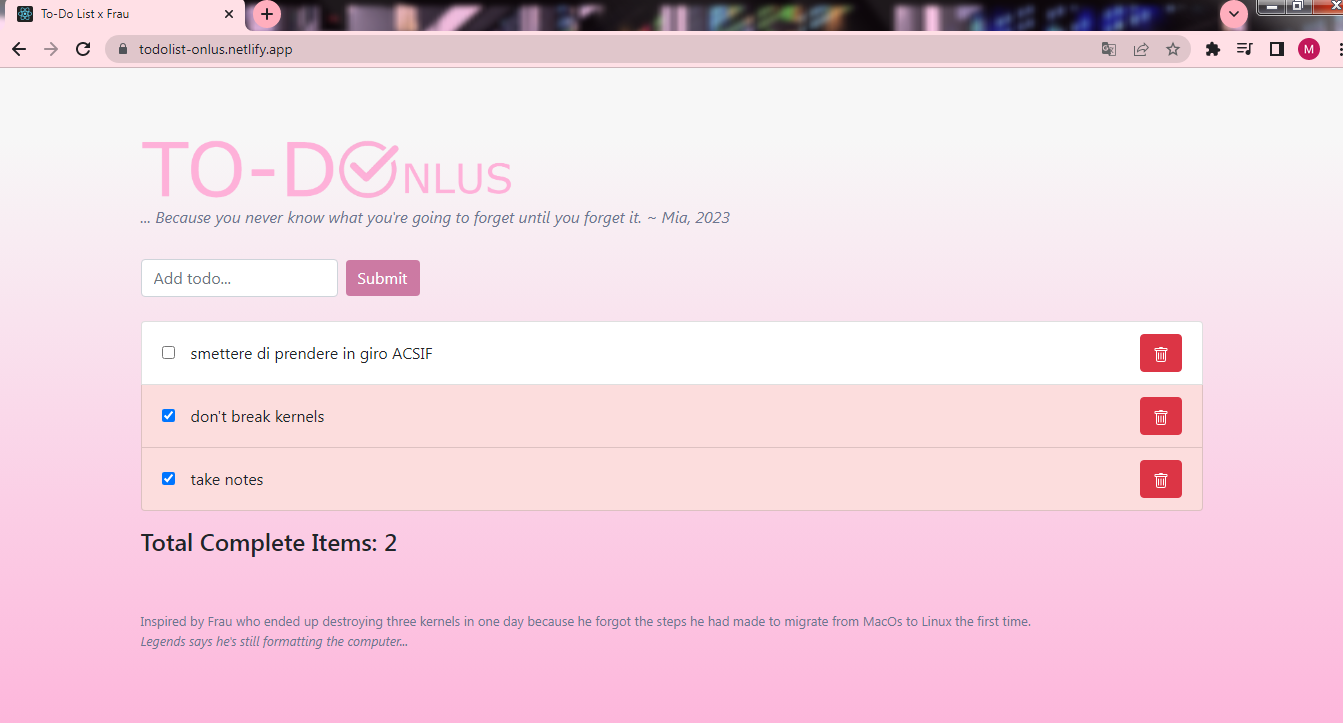 To-Do List x Frau
todolist-onlus.netlify.app
M
TO-DONLUS
... Because you never know what you're going to forget until you forget it. ~ Mia, 2023
Add todo...
Submit
smettere di prendere in giro ACSIF
don't break kernels
take notes
Total Complete Items: 2
Inspired by Frau who ended up destroying three kernels in one day because he forgot the steps he had made to migrate from MacOs to Linux the first time.
Legends says he's still formatting the computer...